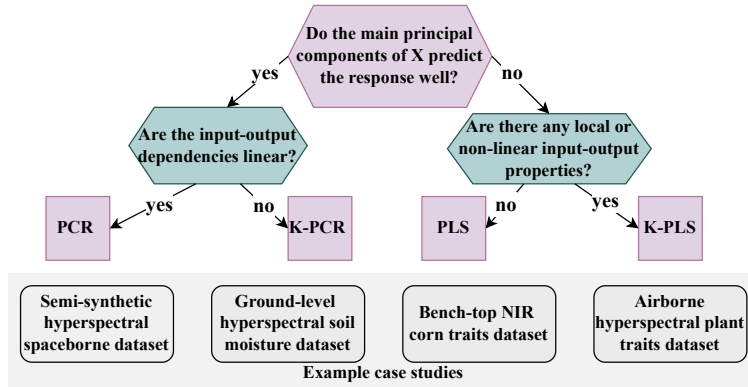 Do the main principal
components of X predict
the response well?
yes
no
Are the input-output
dependencies linear?
Are there any local or
non-linear input-output
properties?
yes
no
no
yes
PCR
K-PCR
PLS
K-PLS
Semi-synthetic
hyperspectral
spaceborne dataset
Ground-level
hyperspectral soil
moisture dataset
Bench-top NIR
corn traits dataset
Airborne
hyperspectral plant
traits dataset
Example case studies